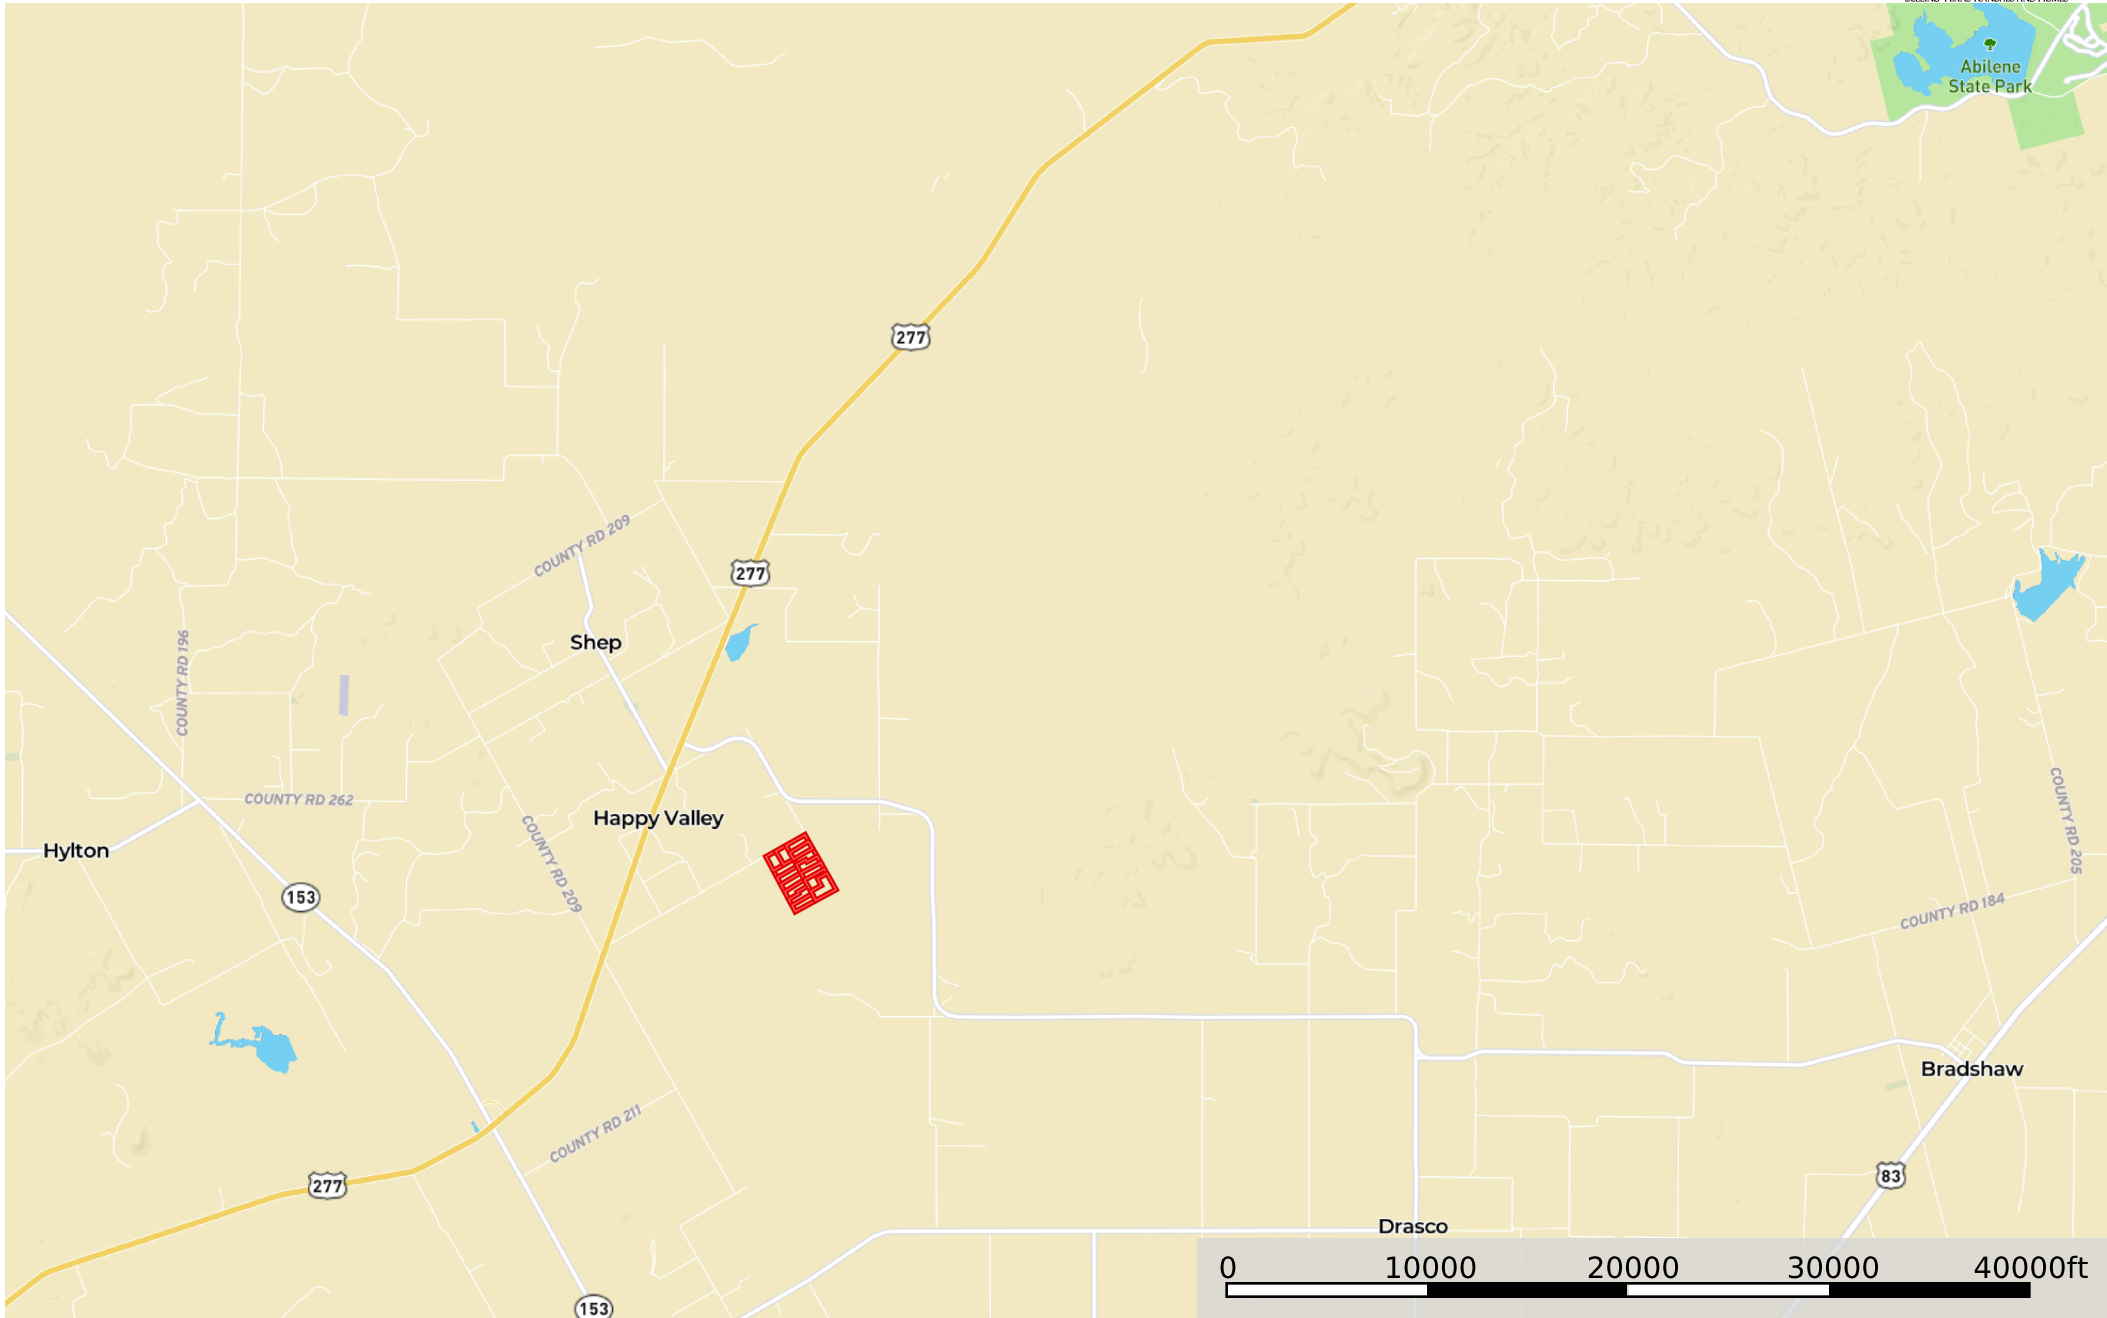 Abilene
State Park
277
COUNTY RD 209
277
Shep
COUNTY RD 196
COUNTY RD 262
Happy Valley
COUNTY RD 205
Hylton
COUNTY RD 209
153
COUNTY RD 184
Bradshaw
COUNTY RD 211
277
83
Drasco
153
0 10000 20000 30000 40000ft